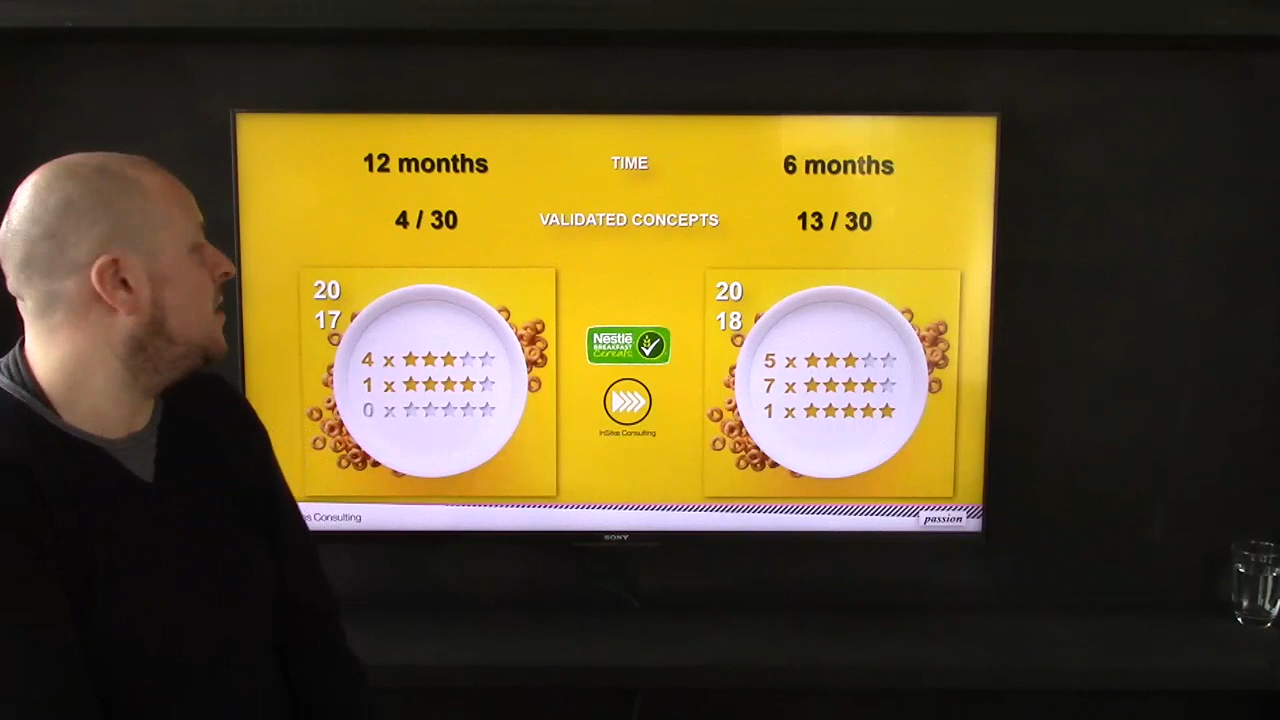 12 months TIME 6 months
4 / 30 VALIDATED CONCEPTS 13 / 30
20
17
4 x
1 x
0 x
Nestlé
BREAKFAST
Cereals
InSites Consulting
20
18
5 x
7 x
1 x
Consulting
passion
SONY